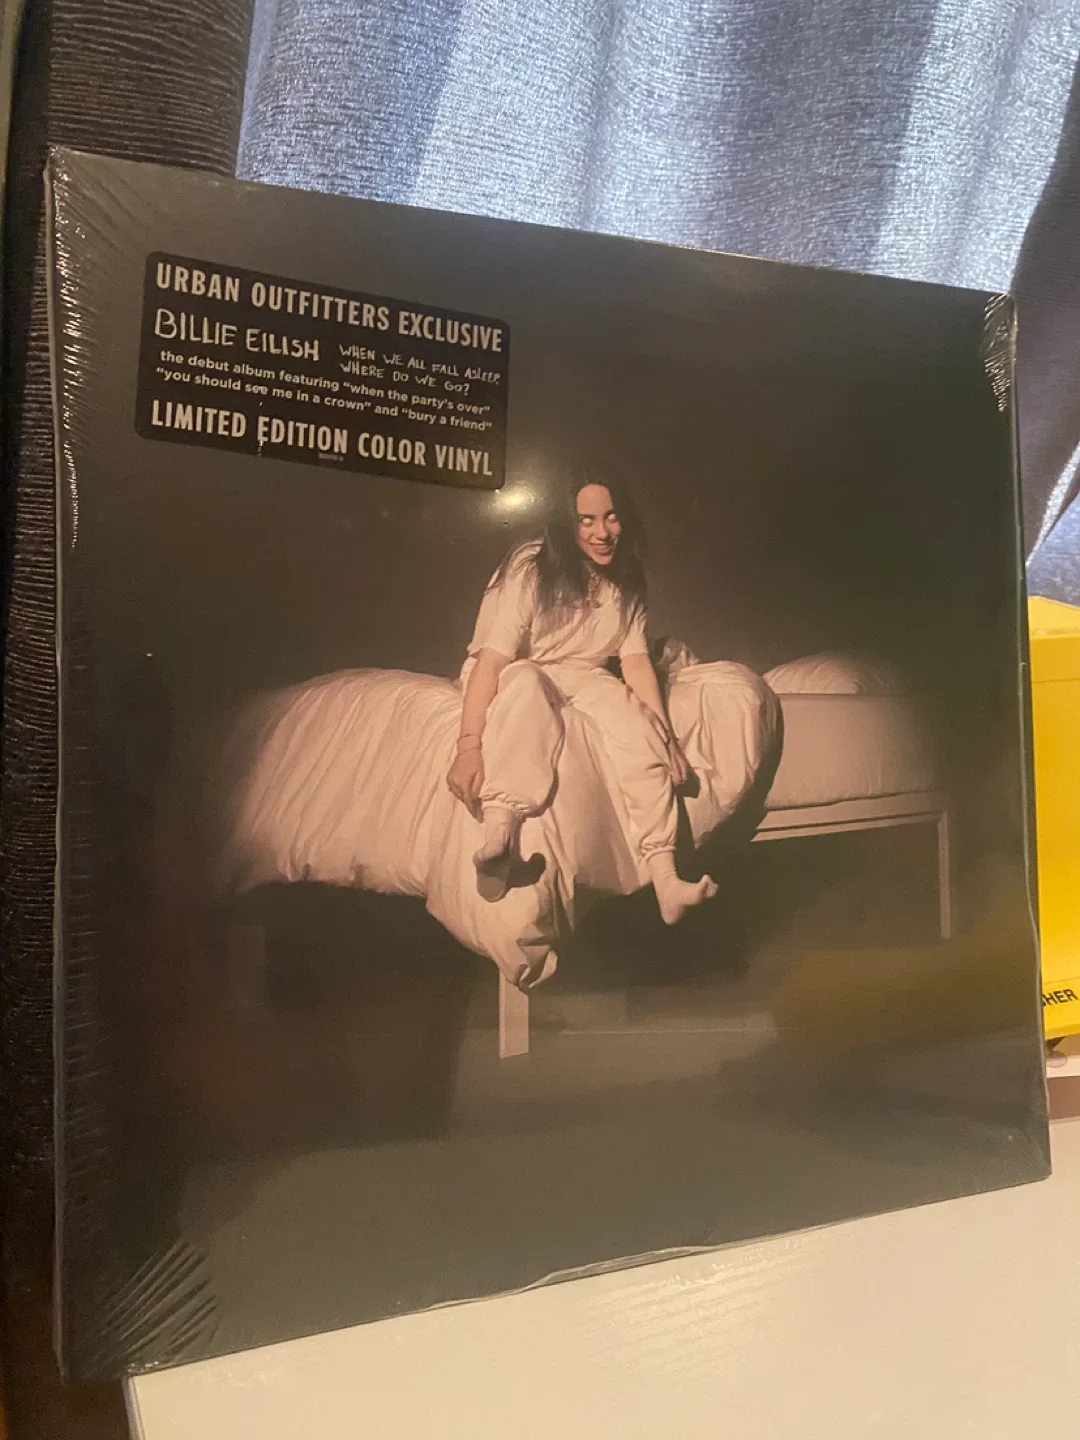 URBAN OUTFITTERS EXCLUSIVE
BILLIE EILISH
WHEN WE ALL FALL ASLEEP,
WHERE DO WE GO?
the debut album featuring "when the party's over"
"you should see me in a crown" and "bury a friend"
LIMITED EDITION COLOR VINYL
SHER